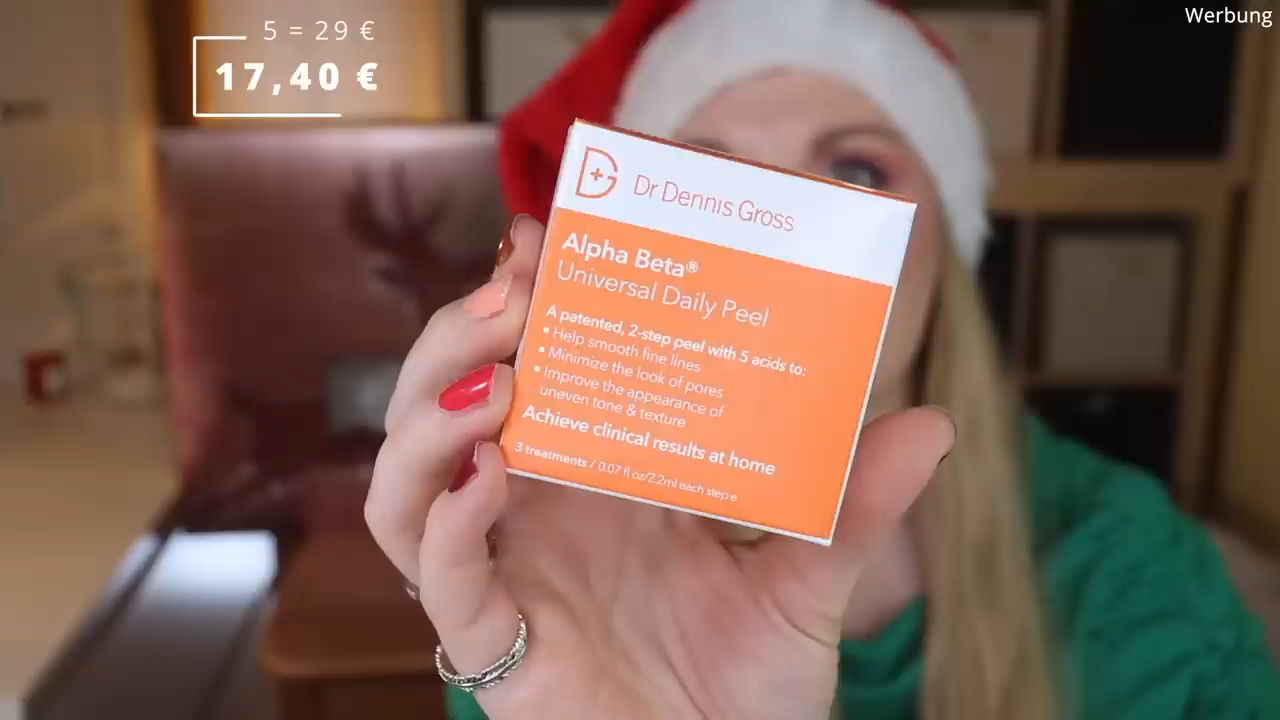 Werbung
5 = 29 €
17,40 €
Dr Dennis Gross
Alpha Beta®
Universal Daily Peel
A patented, 2-step peel with 5 acids to:
• Help smooth fine lines
• Minimize the look of pores
• Improve the appearance of
uneven tone & texture
Achieve clinical results at home
3 treatments / 0.07 fl oz/2.2ml each step e